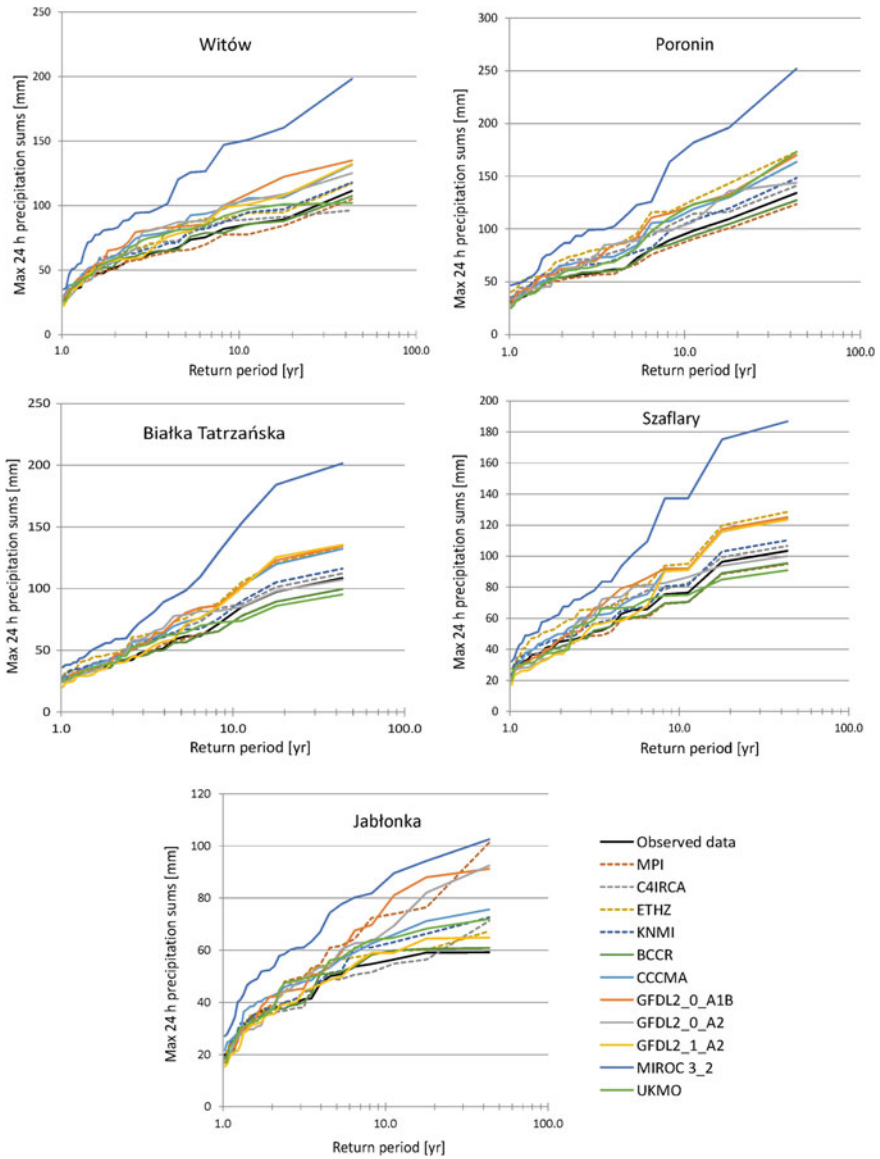 Witów
Max 24 h precipitation sums [mm]
250
200
150
100
50
0
1.0 10.0 100.0
Return period [yr]
Poronin
Max 24 h precipitation sums [mm]
300
250
200
150
100
50
0
1.0 10.0 100.0
Return period [yr]
Białka Tatrzańska
Max 24 h precipitation sums [mm]
250
200
150
100
50
0
1.0 10.0 100.0
Return period [yr]
Szaflary
Max 24 h precipitation sums [mm]
200
180
160
140
120
100
80
60
40
20
0
1.0 10.0 100.0
Return period [yr]
Jabłonka
Max 24 h precipitation sums [mm]
120
100
80
60
40
20
0
1.0 10.0 100.0
Return period [yr]
Observed data
MPI
C4IRCA
ETHZ
KNMI
BCCR
CCCMA
GFDL2_0_A1B
GFDL2_0_A2
GFDL2_1_A2
MIROC 3_2
UKMO